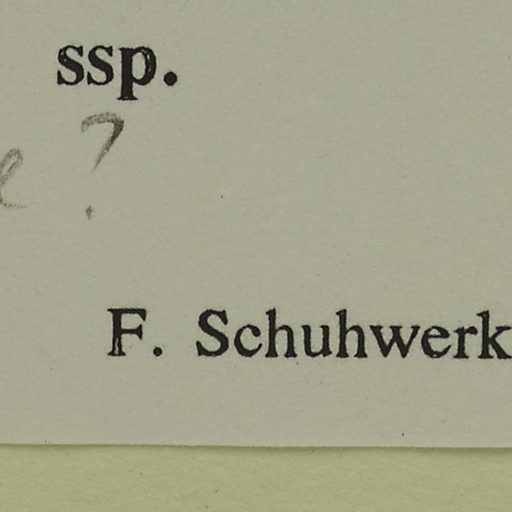 ssp.
e ?
F. Schuhwerk